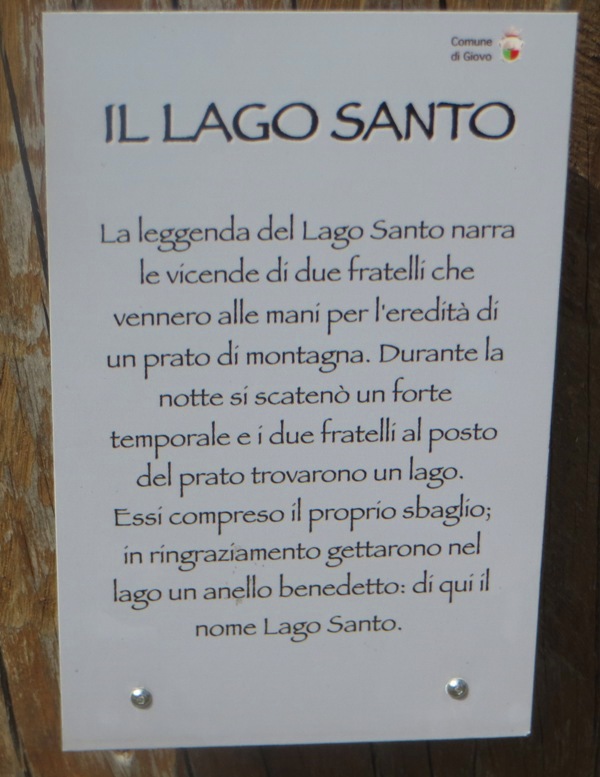 Comune
di Giovo
IL LAGO SANTO
La leggenda del Lago Santo narra
le vicende di due fratelli che
vennero alle mani per l'eredità di
un prato di montagna. Durante la
notte si scatenò un forte
temporale e i due fratelli al posto
del prato trovarono un lago.
Essi compreso il proprio sbaglio;
in ringraziamento gettarono nel
lago un anello benedetto: di qui il
nome Lago Santo.